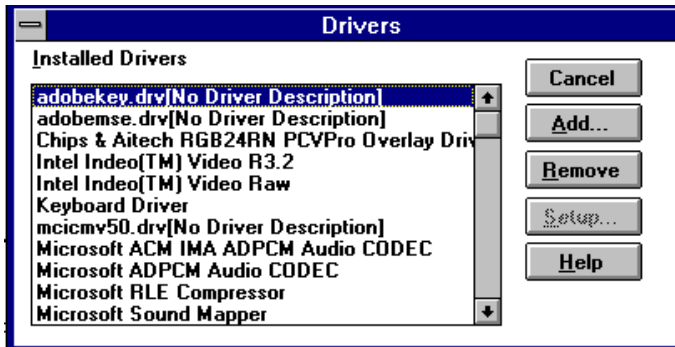 Drivers
Installed Drivers
adobekey.drv[No Driver Description]
adobemse.drv[No Driver Description]
Chips & Aitech RGB24RN PCVPro Overlay Driv
Intel Indeo(TM) Video R3.2
Intel Indeo(TM) Video Raw
Keyboard Driver
mcicmv50.drv[No Driver Description]
Microsoft ACM IMA ADPCM Audio CODEC
Microsoft ADPCM Audio CODEC
Microsoft RLE Compressor
Microsoft Sound Mapper
Cancel
Add...
Remove
Setup...
Help